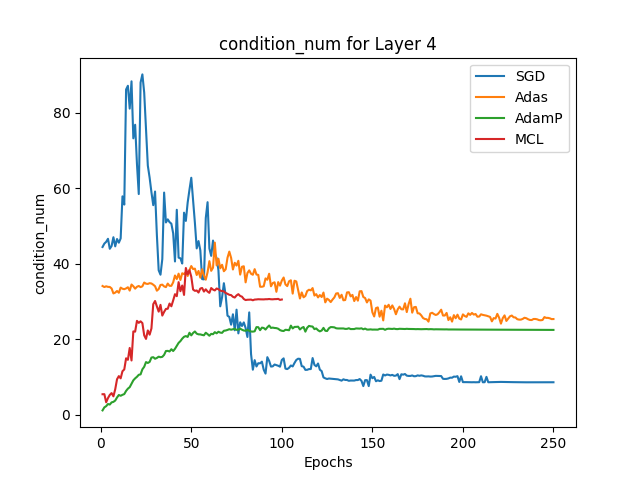 condition_num for Layer 4
SGD
Adas
AdamP
MCL
condition_num
80
60
40
20
0
0 50 100 150 200 250
Epochs